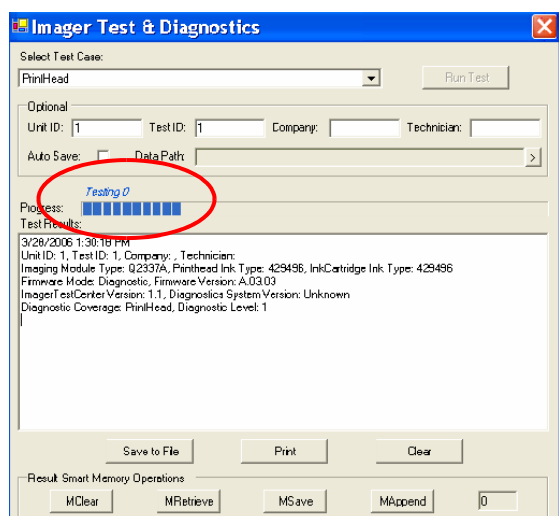 Imager Test & Diagnostics
Select Test Case:
PrintHead
Run Test
Optional
Unit ID: 1 Test ID: 1 Company: Technician:
Auto Save: Data Path: >
Testing 0
Progress:
Test Results:
3/28/2006 1:30:18 PM
Unit ID: 1, Test ID: 1, Company: , Technician:
Imaging Module Type: Q2337A, Printhead Ink Type: 429496, InkCartridge Ink Type: 429496
Firmware Mode: Diagnostic, Firmware Version: A.03.03
ImagerTestCenter Version: 1.1, Diagnostics System Version: Unknown
Diagnostic Coverage: PrintHead, Diagnostic Level: 1
Save to File Print Clear
Result Smart Memory Operations
MClear MRetrieve MSave MAppend 0